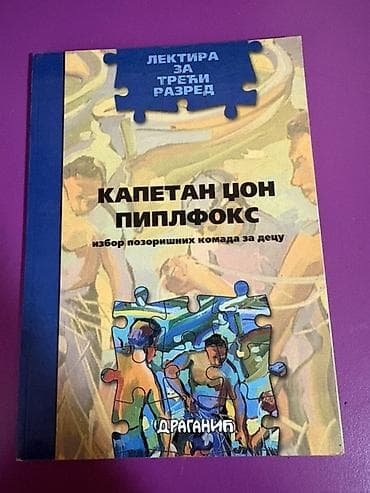 ЛЕКТИРА
ЗА
ТРЕЋИ
РАЗРЕД
КАПЕТАН ЏОН
ПИПЛФОКС
избор позоришних комада за децу
ДРАГАНИЋ